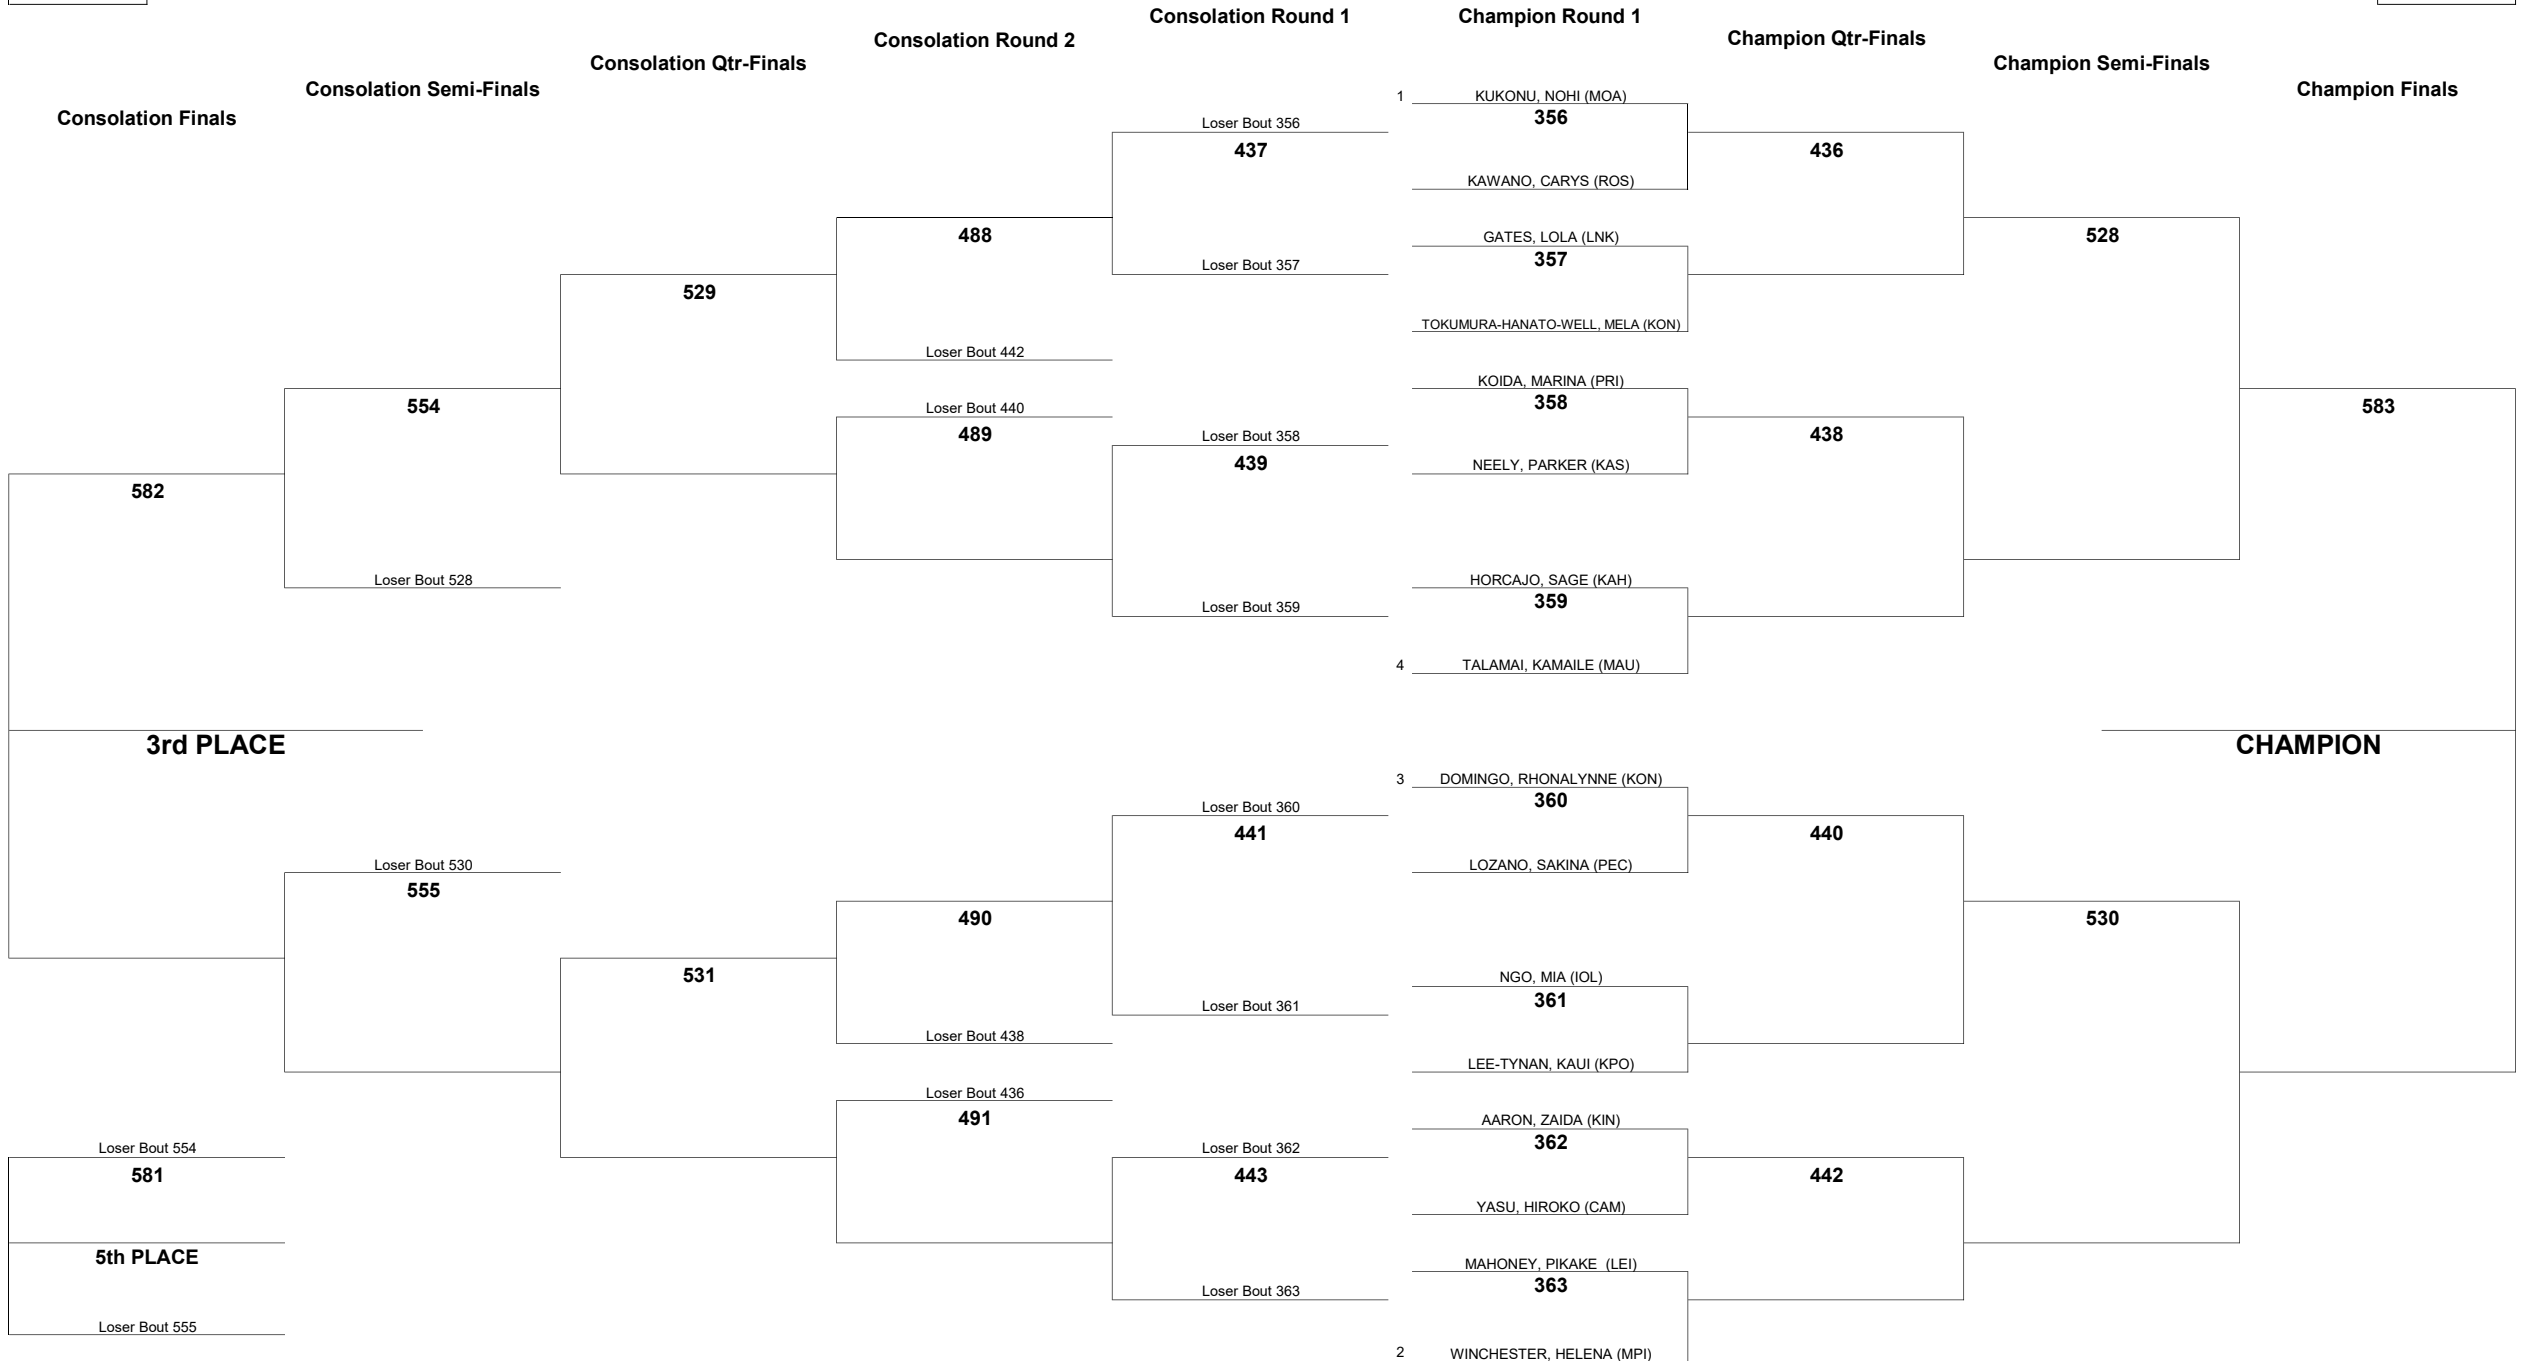 Consolation Round 1
Champion Round 1
Consolation Round 2
Champion Qtr-Finals
Consolation Qtr-Finals
Champion Semi-Finals
Consolation Semi-Finals
Champion Finals
Consolation Finals
1 KUKONU, NOHI (MOA)
356
Loser Bout 356
437
436
KAWANO, CARYS (ROS)
488
528
GATES, LOLA (LNK)
357
Loser Bout 357
529
TOKUMURA-HANATO-WELL, MELA (KON)
Loser Bout 442
KOIDA, MARINA (PRI)
358
554
Loser Bout 440
583
489
Loser Bout 358
438
439
NEELY, PARKER (KAS)
582
Loser Bout 528
HORCAJO, SAGE (KAH)
359
Loser Bout 359
4 TALAMAI, KAMAILE (MAU)
3rd PLACE
CHAMPION
3 DOMINGO, RHONALYNNE (KON)
360
Loser Bout 360
441
440
Loser Bout 530
LOZANO, SAKINA (PEC)
555
490
530
531
NGO, MIA (IOL)
361
Loser Bout 361
Loser Bout 438
LEE-TYNAN, KAUI (KPO)
Loser Bout 436
491
AARON, ZAIDA (KIN)
362
Loser Bout 554
Loser Bout 362
581
443
442
YASU, HIROKO (CAM)
5th PLACE
MAHONEY, PIKAKE (LEI)
363
Loser Bout 363
Loser Bout 555
2 WINCHESTER, HELENA (MPI)